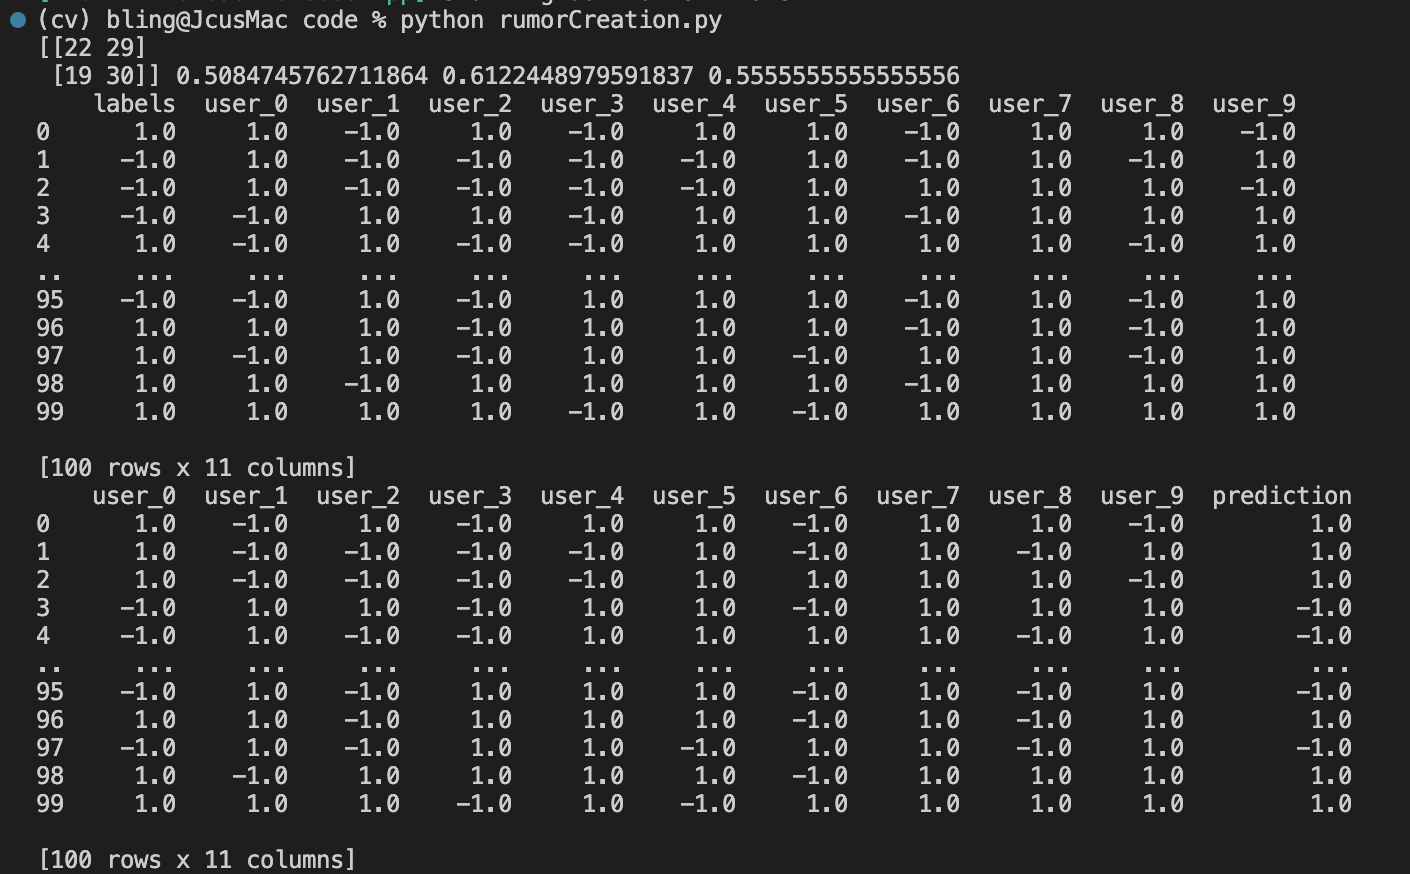 (cv) bling@JcusMac code % python rumorCreation.py
[[22 29]
 [19 30]] 0.5084745762711864 0.6122448979591837 0.5555555555555556
    labels  user_0  user_1  user_2  user_3  user_4  user_5  user_6  user_7  user_8  user_9
0      1.0     1.0    -1.0     1.0    -1.0     1.0     1.0    -1.0     1.0     1.0    -1.0
1     -1.0     1.0    -1.0    -1.0    -1.0    -1.0     1.0    -1.0     1.0    -1.0     1.0
2     -1.0     1.0    -1.0    -1.0    -1.0    -1.0     1.0     1.0     1.0     1.0    -1.0
3     -1.0    -1.0     1.0     1.0    -1.0     1.0     1.0    -1.0     1.0     1.0     1.0
4      1.0    -1.0     1.0    -1.0    -1.0     1.0     1.0     1.0     1.0    -1.0     1.0
..     ...     ...     ...     ...     ...     ...     ...     ...     ...     ...     ...
95    -1.0    -1.0     1.0    -1.0     1.0     1.0     1.0    -1.0     1.0    -1.0     1.0
96     1.0     1.0     1.0    -1.0     1.0     1.0     1.0    -1.0     1.0    -1.0     1.0
97     1.0    -1.0     1.0    -1.0     1.0     1.0    -1.0     1.0     1.0    -1.0     1.0
98     1.0     1.0    -1.0     1.0     1.0     1.0     1.0    -1.0     1.0     1.0     1.0
99     1.0     1.0     1.0     1.0    -1.0     1.0    -1.0     1.0     1.0     1.0     1.0
[100 rows x 11 columns]
    user_0  user_1  user_2  user_3  user_4  user_5  user_6  user_7  user_8  user_9  prediction
0      1.0    -1.0     1.0    -1.0     1.0     1.0    -1.0     1.0     1.0    -1.0         1.0
1      1.0    -1.0    -1.0    -1.0    -1.0     1.0    -1.0     1.0    -1.0     1.0         1.0
2      1.0    -1.0    -1.0    -1.0    -1.0     1.0     1.0     1.0     1.0    -1.0         1.0
3     -1.0     1.0     1.0    -1.0     1.0     1.0    -1.0     1.0     1.0     1.0        -1.0
4     -1.0     1.0    -1.0    -1.0     1.0     1.0     1.0     1.0    -1.0     1.0        -1.0
..     ...     ...     ...     ...     ...     ...     ...     ...     ...     ...         ...
95    -1.0     1.0    -1.0     1.0     1.0     1.0    -1.0     1.0    -1.0     1.0        -1.0
96     1.0     1.0    -1.0     1.0     1.0     1.0    -1.0     1.0    -1.0     1.0         1.0
97    -1.0     1.0    -1.0     1.0     1.0    -1.0     1.0     1.0    -1.0     1.0        -1.0
98     1.0    -1.0     1.0     1.0     1.0     1.0    -1.0     1.0     1.0     1.0         1.0
99     1.0     1.0     1.0    -1.0     1.0    -1.0     1.0     1.0     1.0     1.0         1.0
[100 rows x 11 columns]